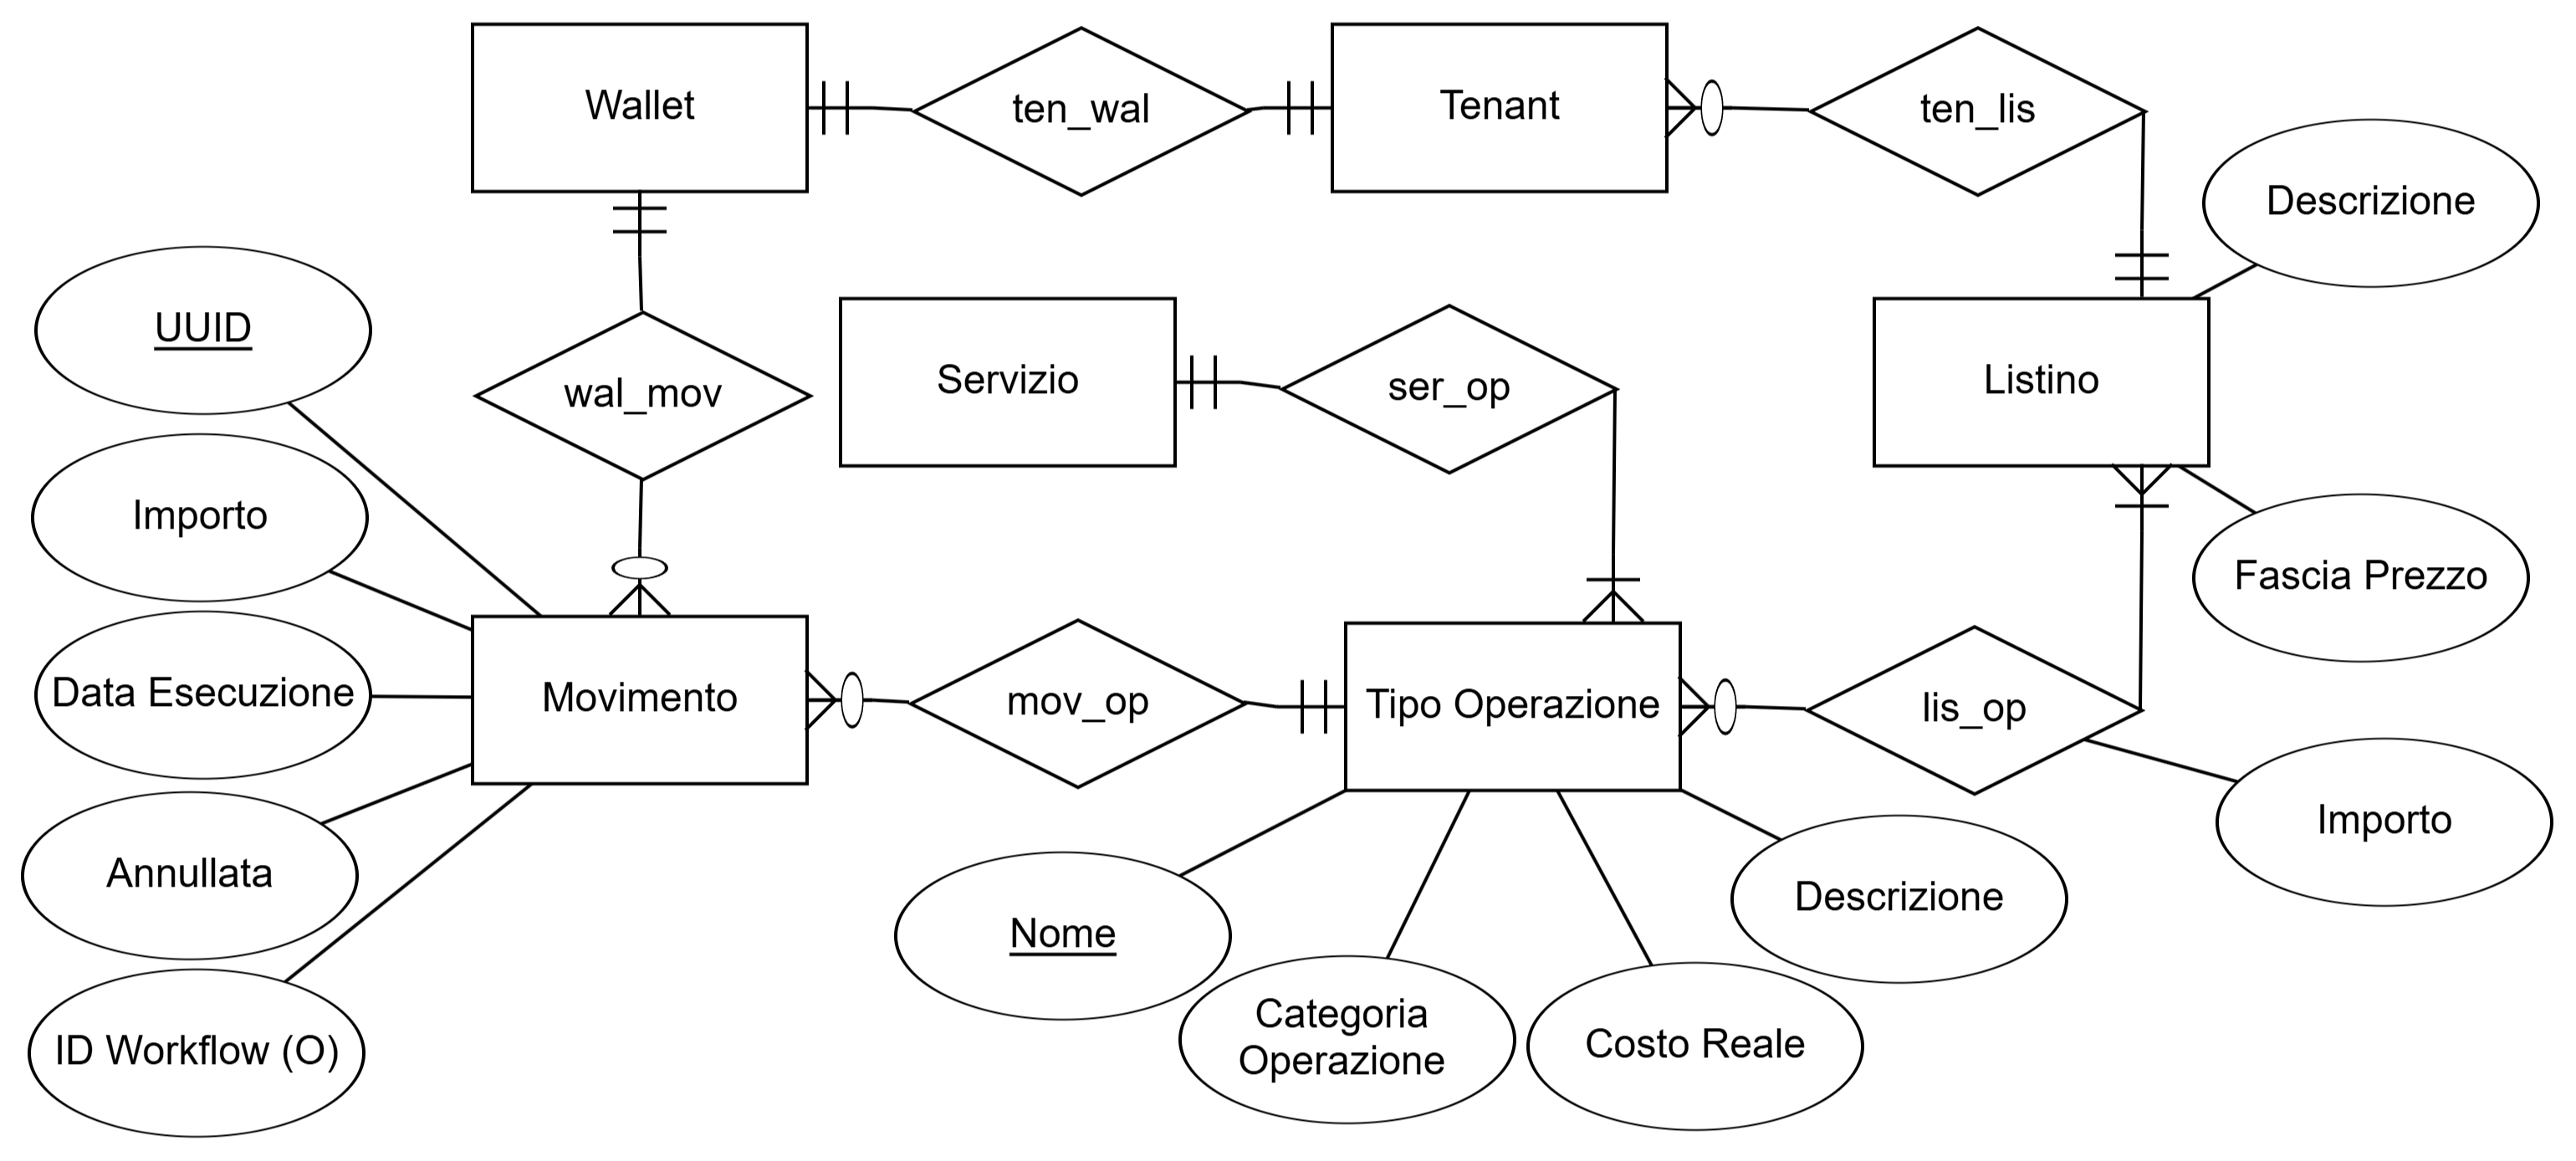 Wallet
ten_wal
Tenant
ten_lis
Descrizione
UUID
wal_mov
Servizio
ser_op
Listino
Importo
Fascia Prezzo
Data Esecuzione
Movimento
mov_op
Tipo Operazione
lis_op
Importo
Annullata
Nome
Descrizione
Categoria
Operazione
Costo Reale
ID Workflow (O)